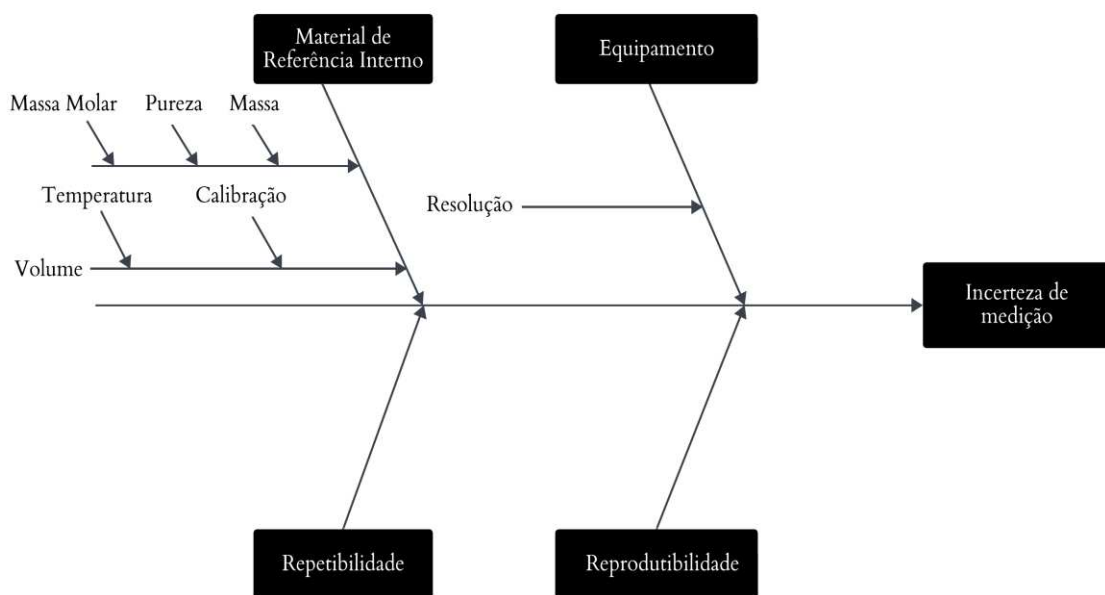 Material de
Referência Interno
Equipamento
Massa Molar
Pureza
Massa
Temperatura
Calibração
Resolução
Volume
Incerteza de
medição
Repetibilidade
Reprodutibilidade